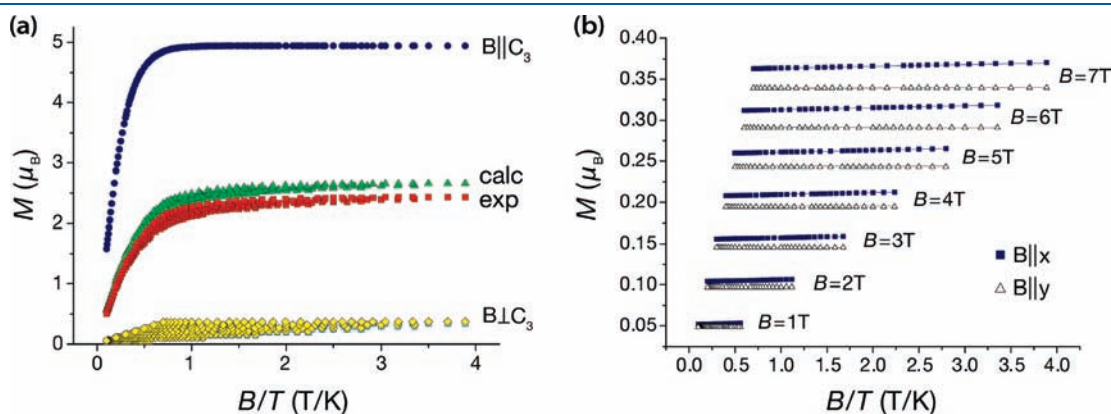 (a)
5
4
3
2
1
0
M (μB)
B||C₃
calc
exp
B⊥C₃
0 1 2 3 4
B/T (T/K)
(b)
0.40
0.35
0.30
0.25
0.20
0.15
0.10
0.05
M (μB)
B=7T
B=6T
B=5T
B=4T
B=3T
B=2T
B=1T
B||x
B||y
0.0 0.5 1.0 1.5 2.0 2.5 3.0 3.5 4.0
B/T (T/K)